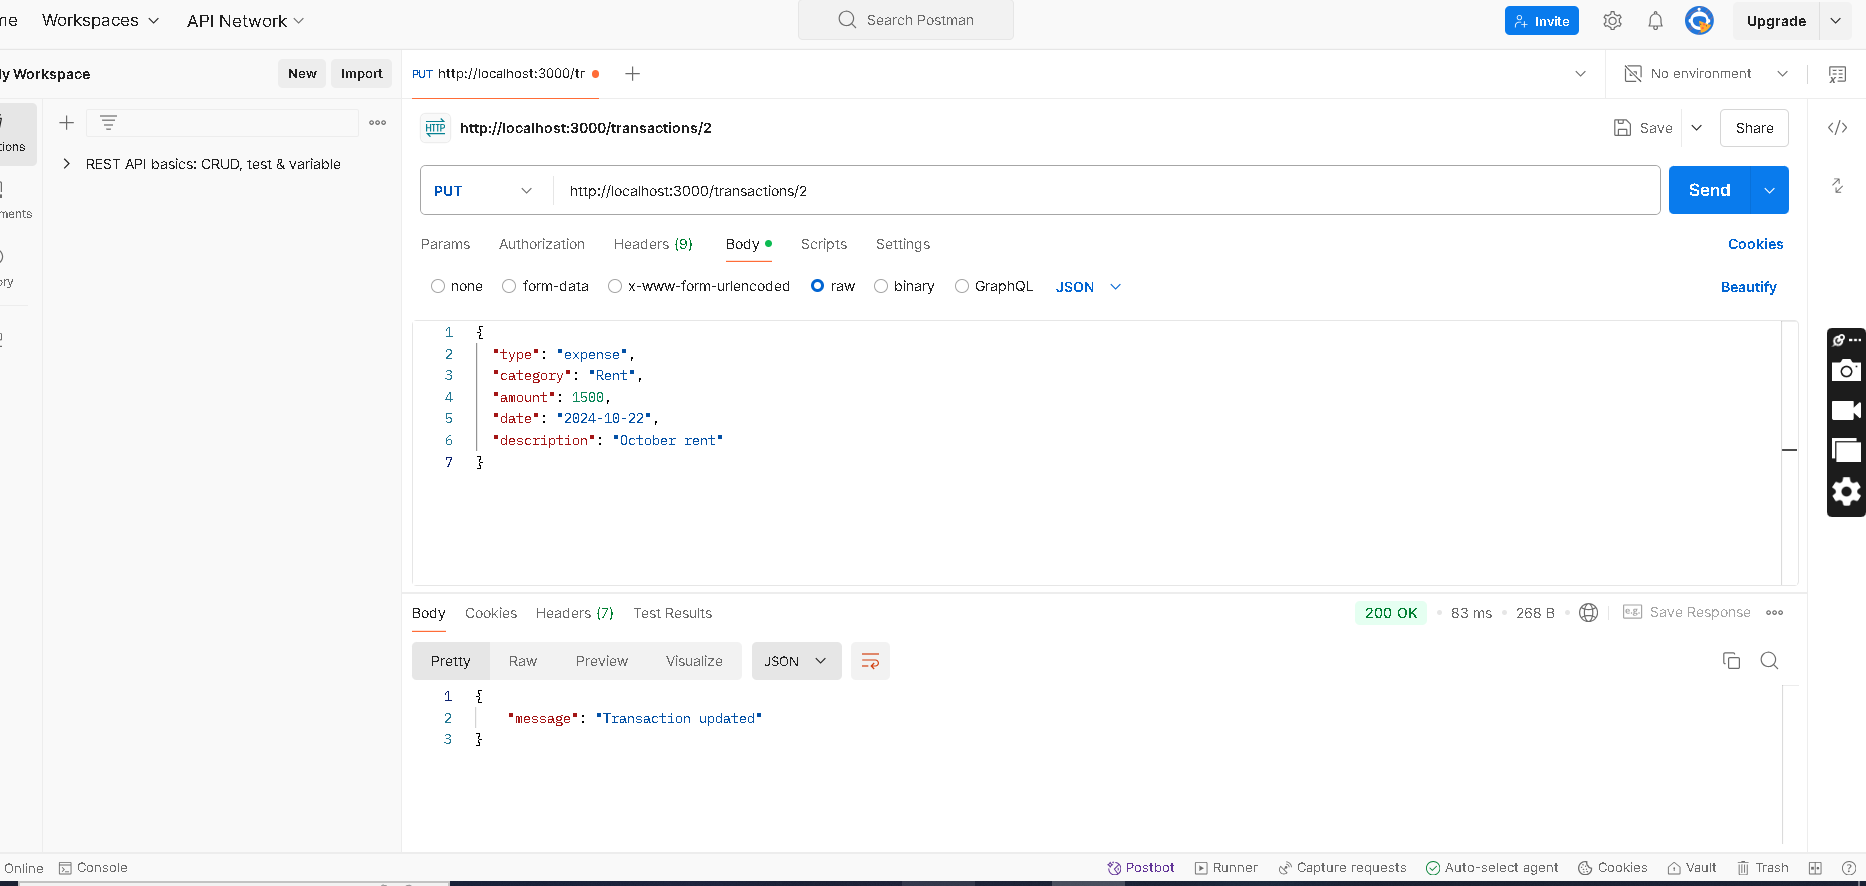 me Workspaces API Network Search Postman Invite Upgrade
My Workspace New Import PUT http://localhost:3000/tr No environment
HTTP http://localhost:3000/transactions/2 Save Share
REST API basics: CRUD, test & variable
PUT http://localhost:3000/transactions/2 Send
Params Authorization Headers (9) Body Scripts Settings Cookies
none form-data x-www-form-urlencoded raw binary GraphQL JSON Beautify
tions
ments
ory
1 {
2 "type": "expense",
3 "category": "Rent",
4 "amount": 1500,
5 "date": "2024-10-22",
6 "description": "October rent"
7 }
Body Cookies Headers (7) Test Results 200 OK 83 ms 268 B e.g. Save Response
Pretty Raw Preview Visualize JSON
1 {
2 "message": "Transaction updated"
3 }
Online Console Postbot Runner Capture requests Auto-select agent Cookies Vault Trash